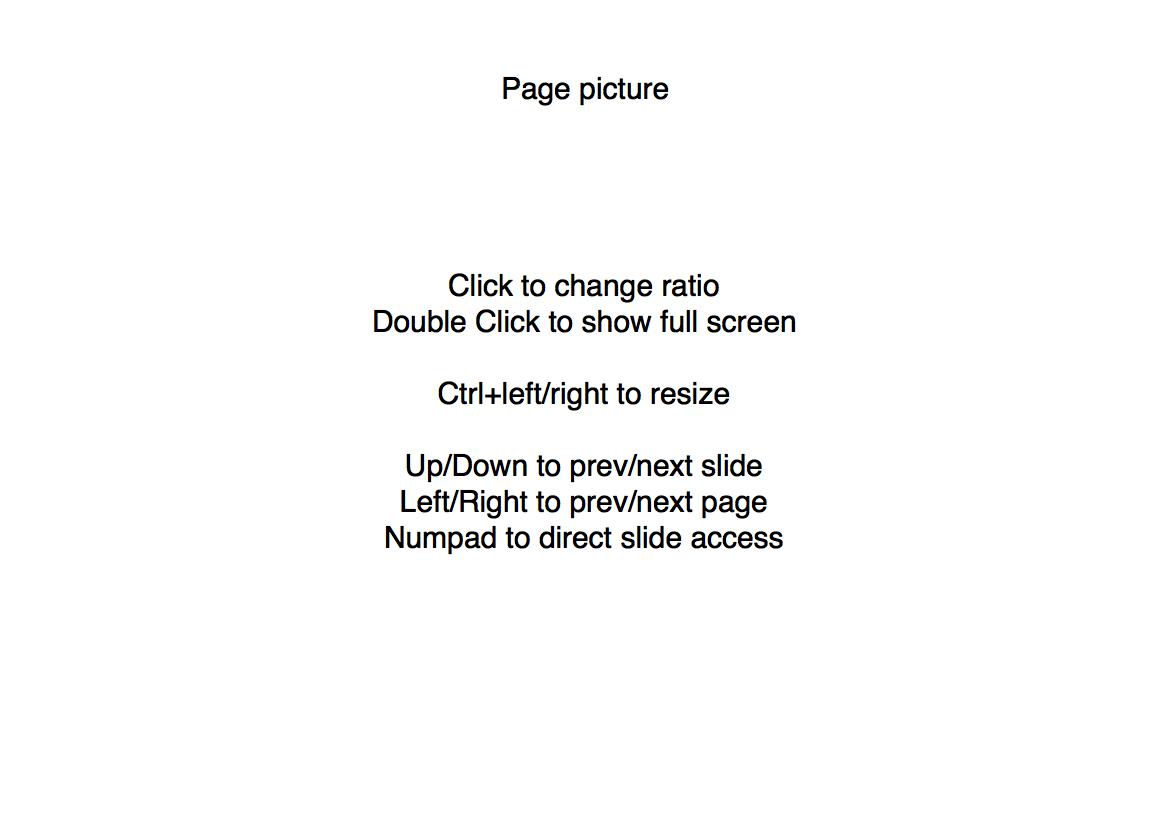 Page picture
Click to change ratio
Double Click to show full screen
Ctrl+left/right to resize
Up/Down to prev/next slide
Left/Right to prev/next page
Numpad to direct slide access